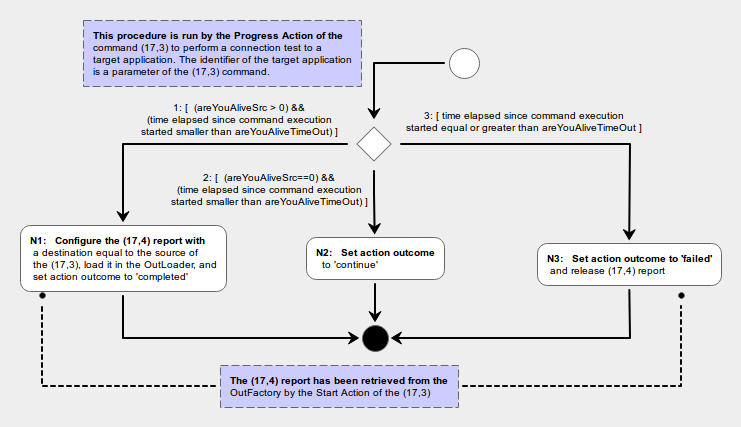 This procedure is run by the Progress Action of the
command (17,3) to perform a connection test to a
target application. The identifier of the target application
is a parameter of the (17,3) command.
1: [  (areYouAliveSrc > 0) &&
(time elapsed since command execution
started smaller than areYouAliveTimeOut) ]
3: [ time elapsed since command execution
started equal or greater than areYouAliveTimeOut ]
2: [  (areYouAliveSrc==0) &&
(time elapsed since command execution
started smaller than areYouAliveTimeOut) ]
N1:   Configure the (17,4) report with
a destination equal to the source of
the (17,3), load it in the OutLoader, and
set action outcome to 'completed'
N2:   Set action outcome
to 'continue'
N3:   Set action outcome to 'failed'
and release (17,4) report
The (17,4) report has been retrieved from the
OutFactory by the Start Action of the (17,3)